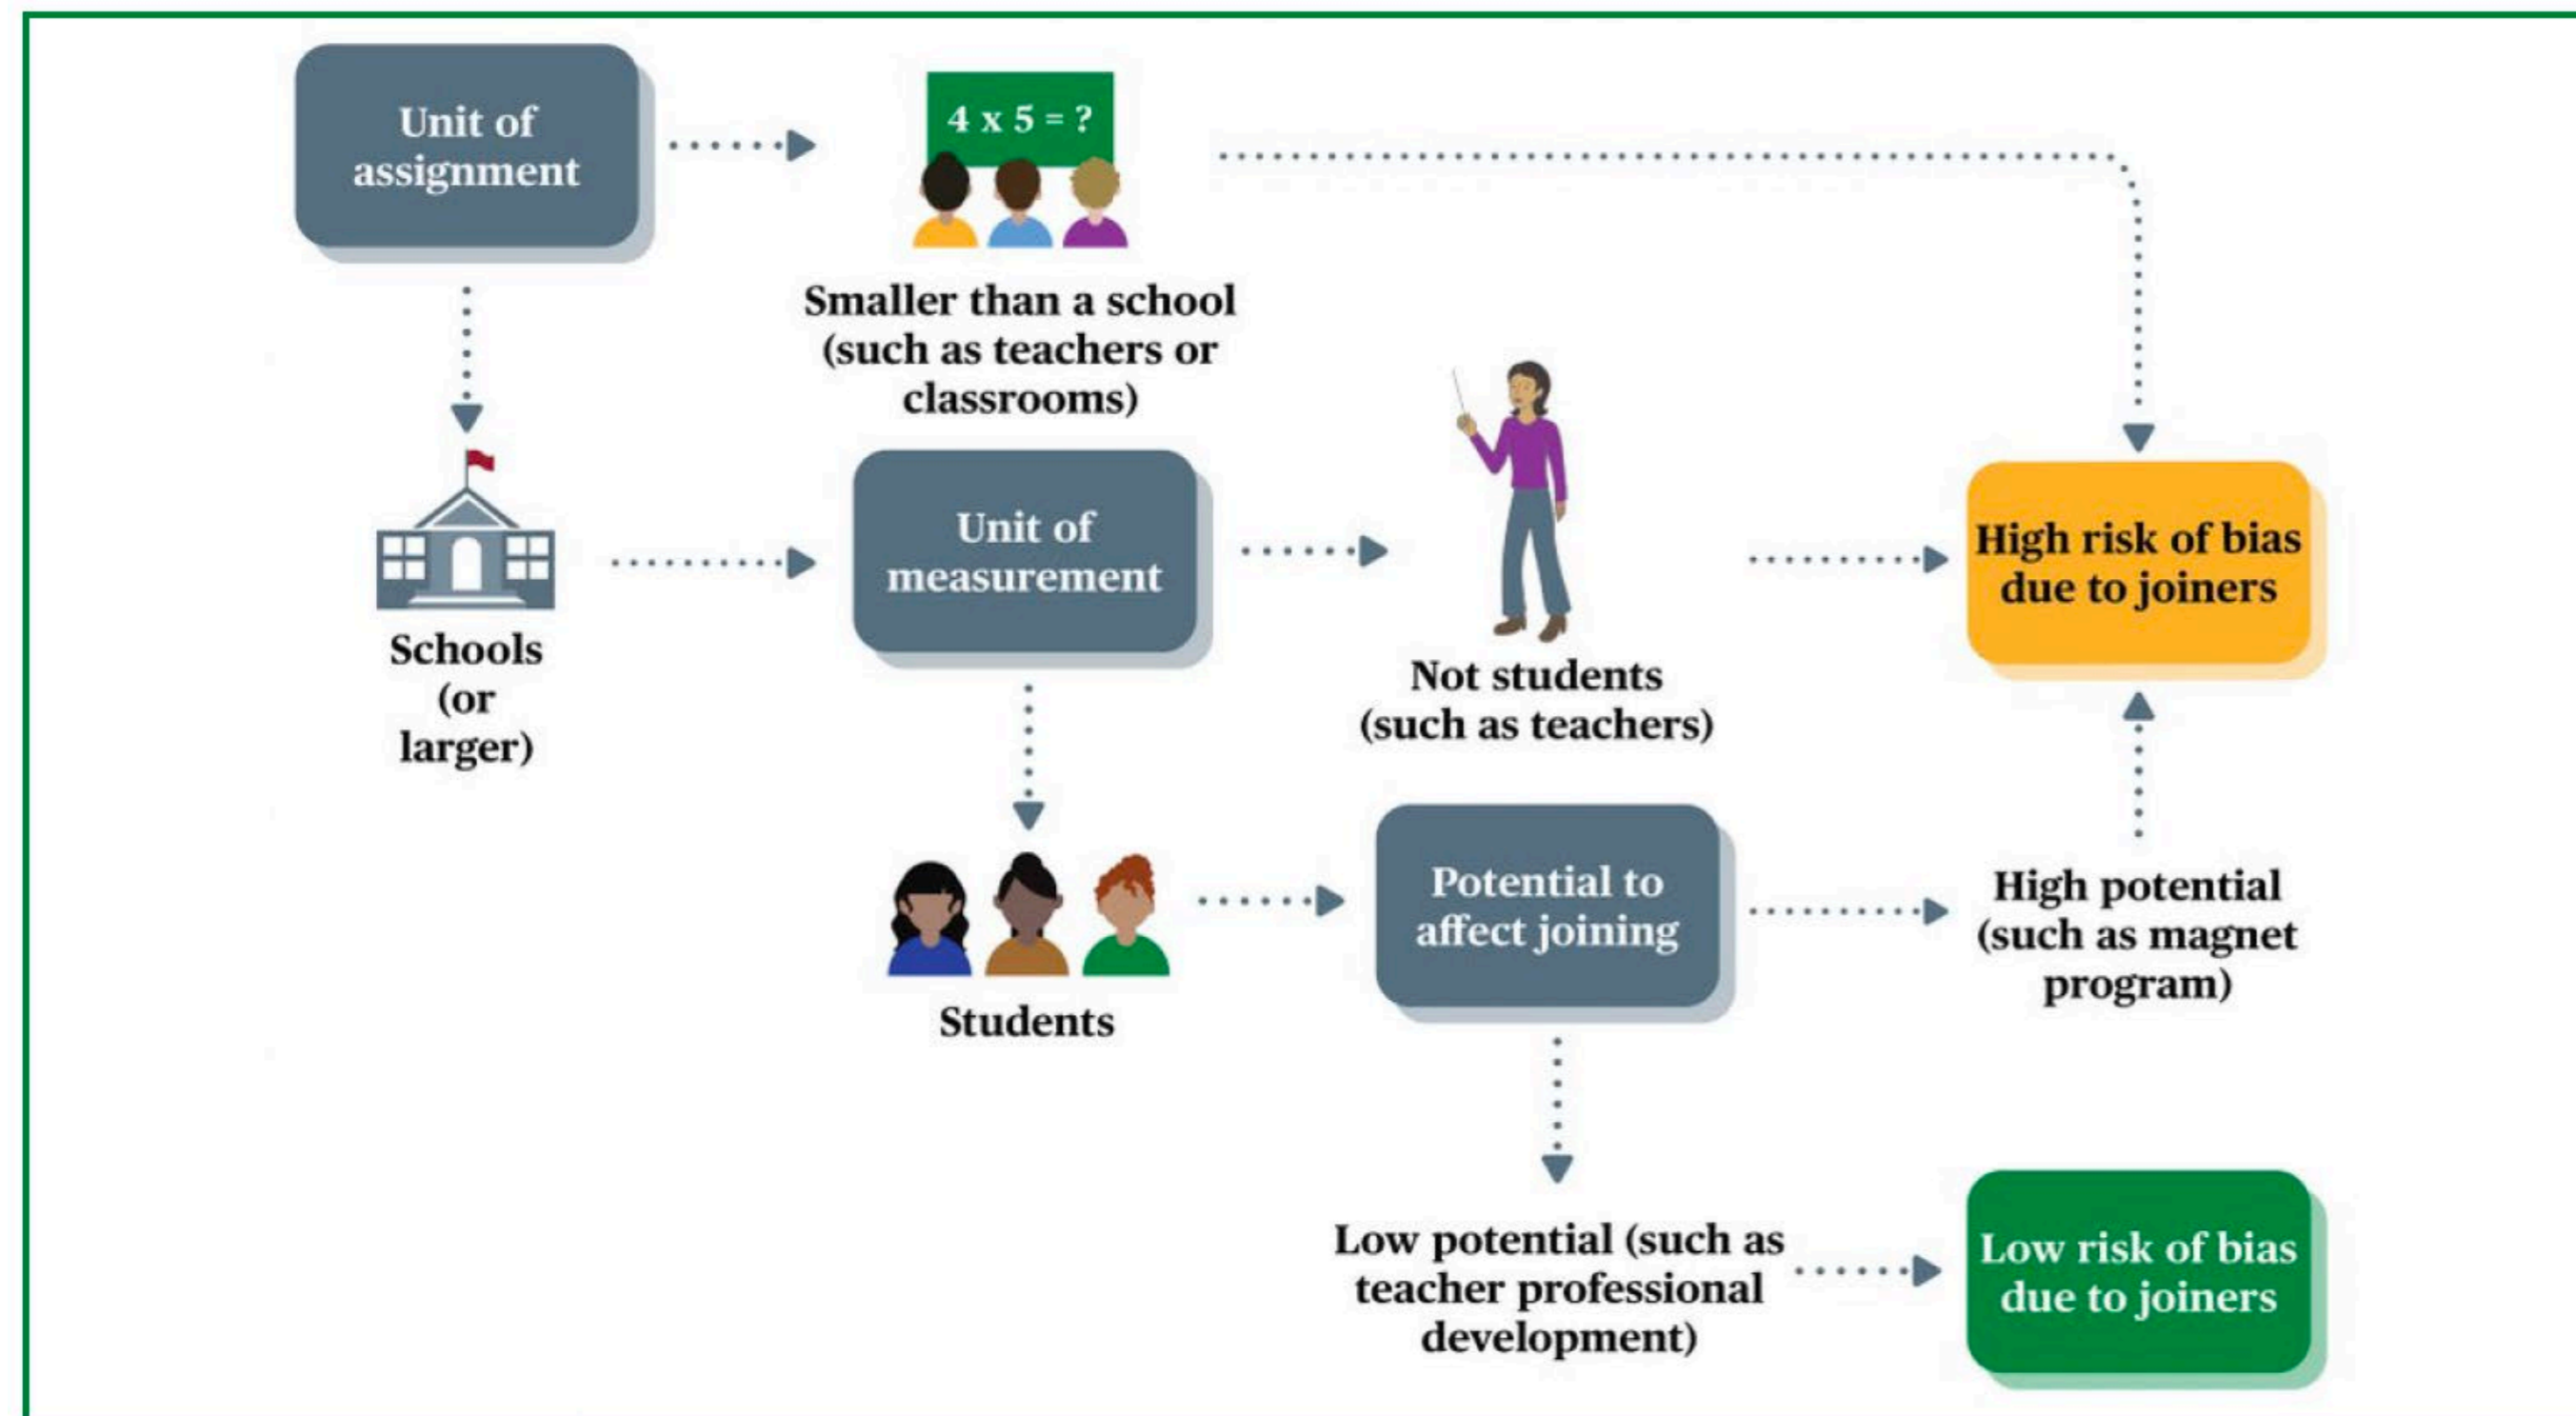 Unit of
assignment
4 x 5 = ?
Smaller than a school
(such as teachers or
classrooms)
Schools
(or
larger)
Unit of
measurement
Not students
(such as teachers)
High risk of bias
due to joiners
Students
Potential to
affect joining
High potential
(such as magnet
program)
Low potential (such as
teacher professional
development)
Low risk of bias
due to joiners